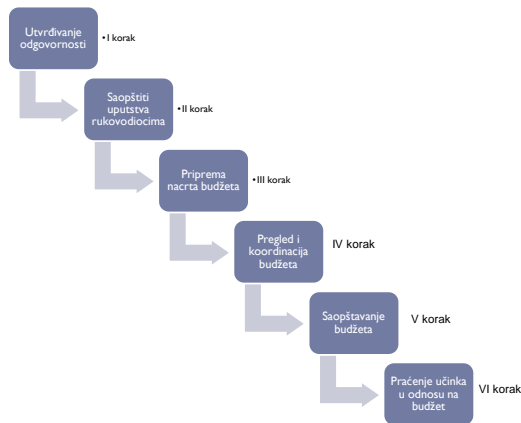 Utvrđivanje
odgovornosti
•I korak
Saopštiti
uputstva
rukovodiocima
•II korak
Priprema
nacrta budžeta
•III korak
Pregled i
koordinacija
budžeta
IV korak
Saopštavanje
budžeta
V korak
Praćenje učinka
u odnosu na
budžet
VI korak